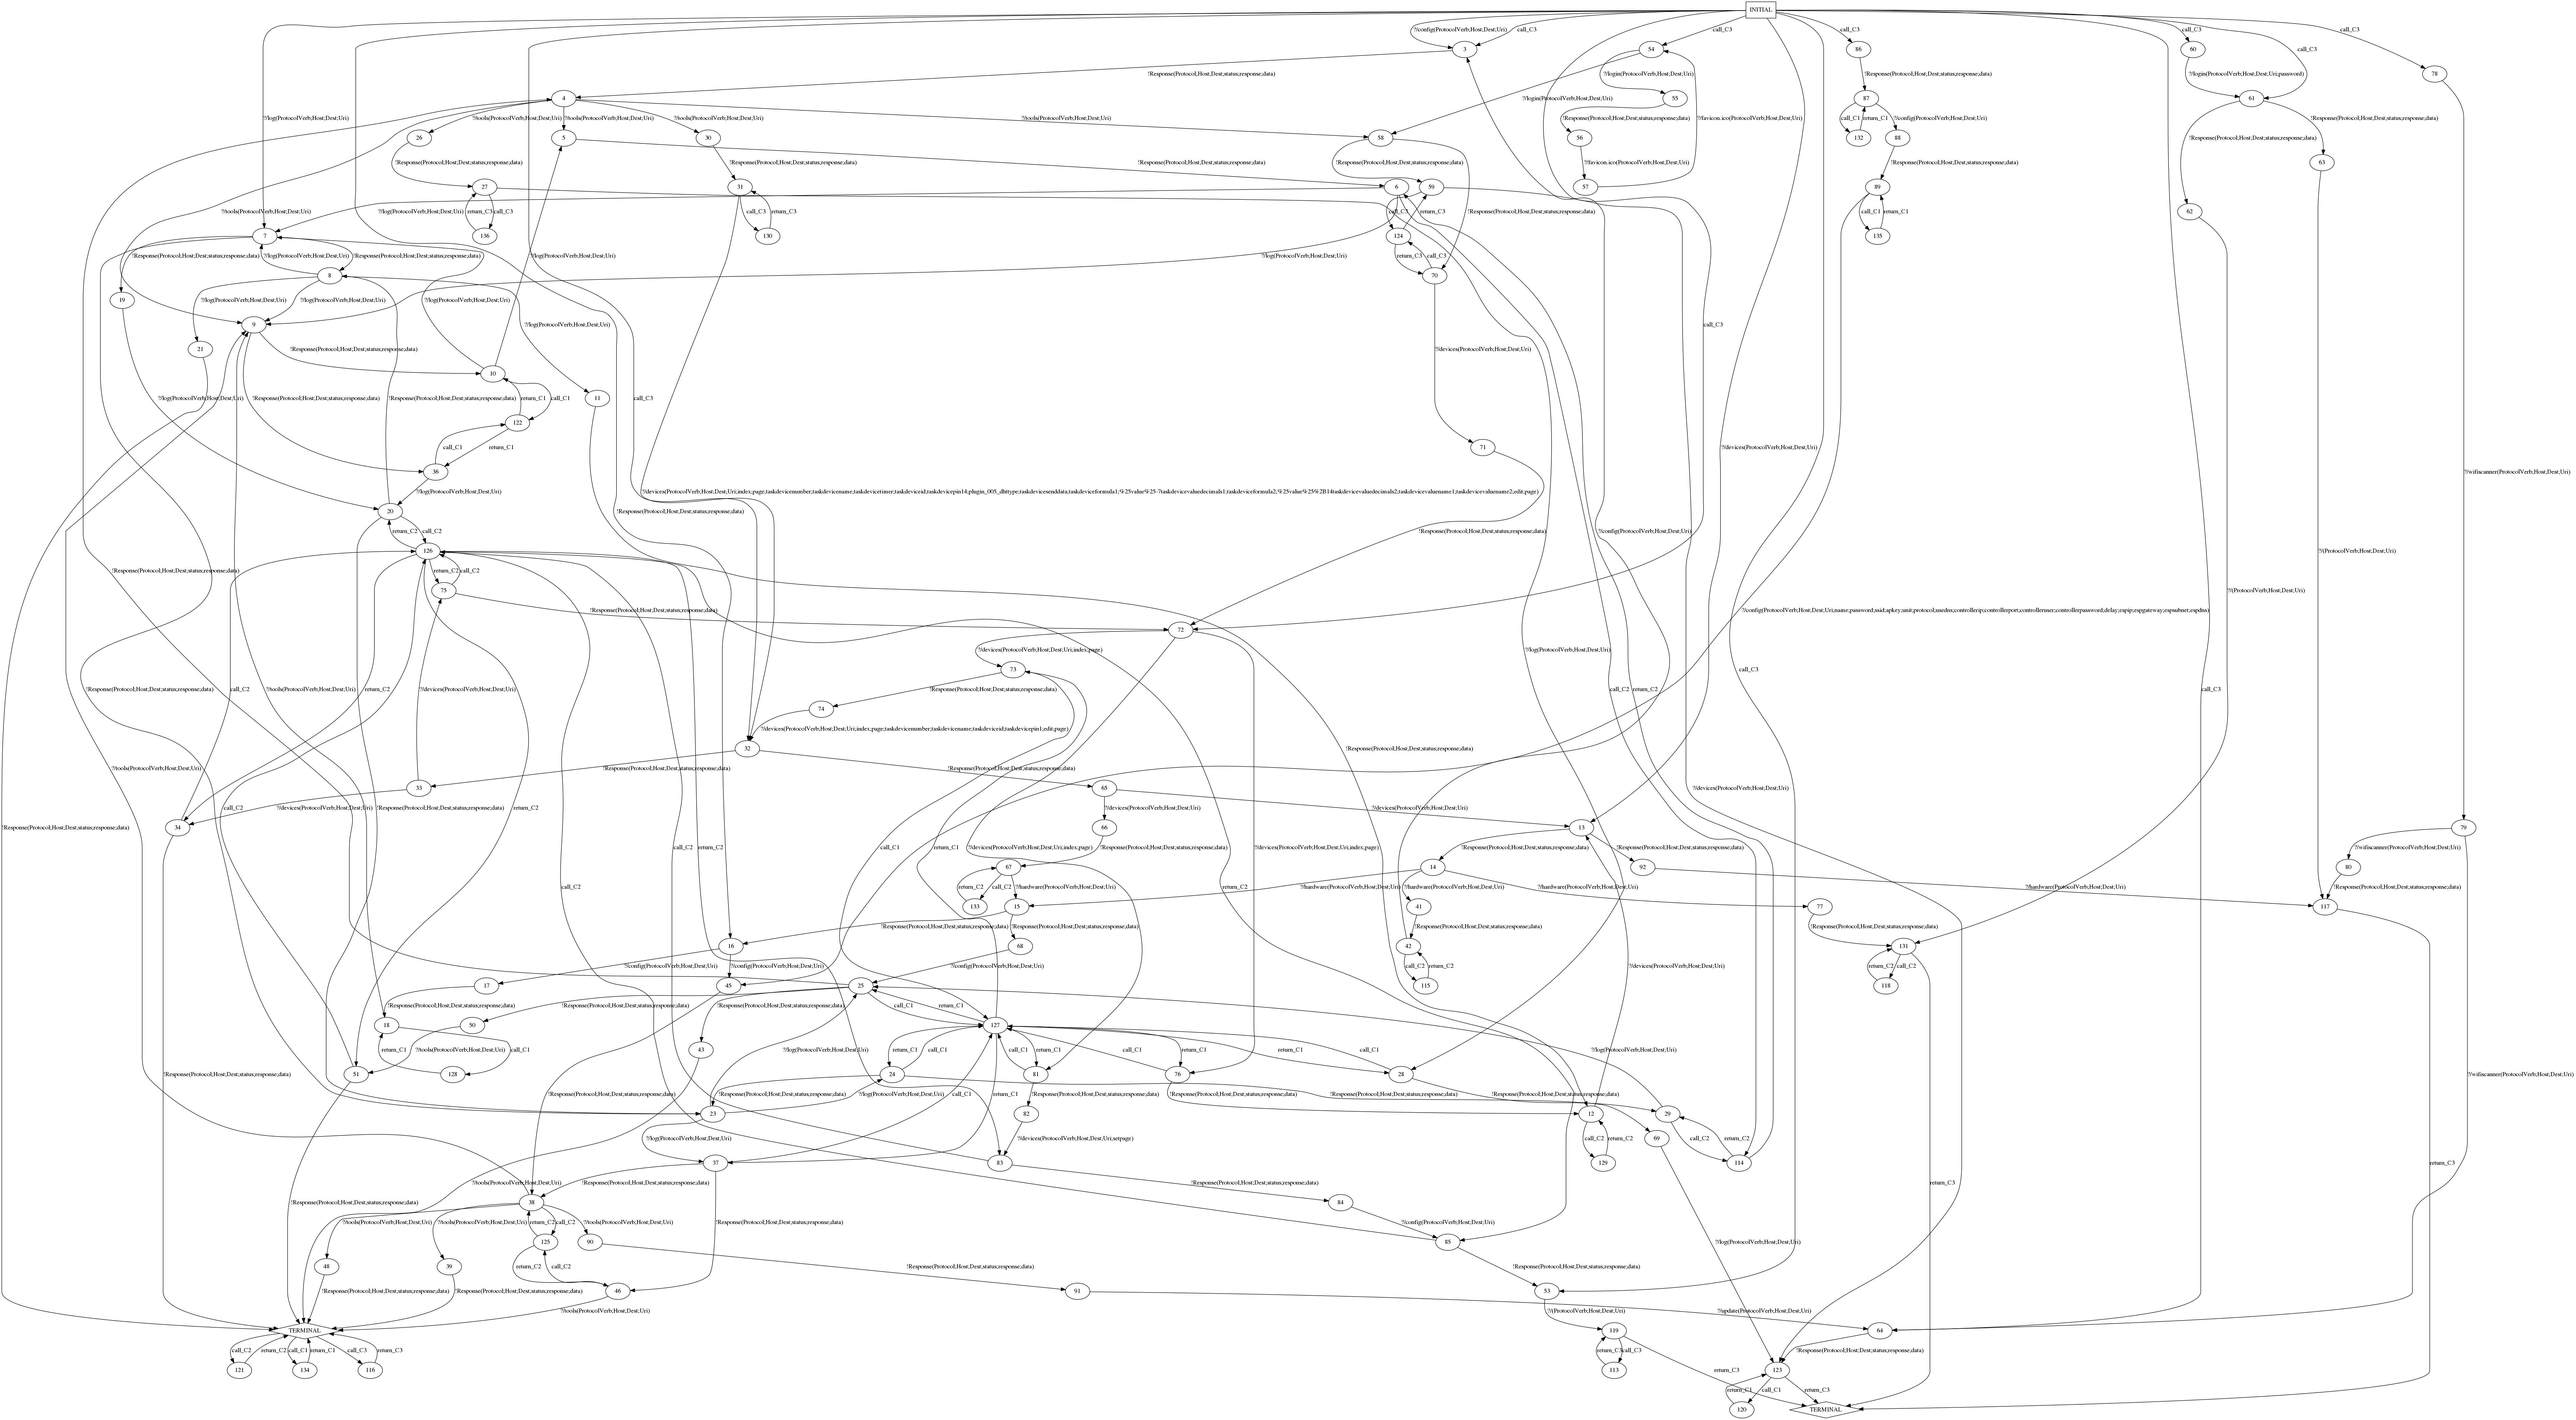 INITIAL
?/config(ProtocolVerb;Host;Dest;Uri)
call_C3
call_C3
call_C3
call_C3
call_C3
call_C3
3
54
86
60
78
!Response(Protocol;Host;Dest;status;response;data)
?/login(ProtocolVerb;Host;Dest;Uri)
!Response(Protocol;Host;Dest;status;response;data)
?/login(ProtocolVerb;Host;Dest;Uri;password)
4
?/login(ProtocolVerb;Host;Dest;Uri)
55
87
61
?/log(ProtocolVerb;Host;Dest;Uri)
?/tools(ProtocolVerb;Host;Dest;Uri)
?/tools(ProtocolVerb;Host;Dest;Uri)
?/tools(ProtocolVerb;Host;Dest;Uri)
?/tools(ProtocolVerb;Host;Dest;Uri)
!Response(Protocol;Host;Dest;status;response;data)
?/favicon.ico(ProtocolVerb;Host;Dest;Uri)
call_C1
return_C1
?/config(ProtocolVerb;Host;Dest;Uri)
!Response(Protocol;Host;Dest;status;response;data)
26
5
30
58
56
132
88
!Response(Protocol;Host;Dest;status;response;data)
!Response(Protocol;Host;Dest;status;response;data)
!Response(Protocol;Host;Dest;status;response;data)
!Response(Protocol;Host;Dest;status;response;data)
!Response(Protocol;Host;Dest;status;response;data)
?/favicon.ico(ProtocolVerb;Host;Dest;Uri)
!Response(Protocol;Host;Dest;status;response;data)
63
27
31
6
59
57
89
?/tools(ProtocolVerb;Host;Dest;Uri)
?/log(ProtocolVerb;Host;Dest;Uri)
return_C3
call_C3
call_C3
return_C3
call_C3
return_C3
!Response(Protocol;Host;Dest;status;response;data)
call_C1
return_C1
62
7
136
130
124
135
!Response(Protocol;Host;Dest;status;response;data)
?/log(ProtocolVerb;Host;Dest;Uri)
!Response(Protocol;Host;Dest;status;response;data)
?/log(ProtocolVerb;Host;Dest;Uri)
?/log(ProtocolVerb;Host;Dest;Uri)
return_C3
call_C3
8
70
19
?/log(ProtocolVerb;Host;Dest;Uri)
?/log(ProtocolVerb;Host;Dest;Uri)
?/log(ProtocolVerb;Host;Dest;Uri)
9
?/log(ProtocolVerb;Host;Dest;Uri)
call_C3
21
!Response(Protocol;Host;Dest;status;response;data)
?/devices(ProtocolVerb;Host;Dest;Uri)
10
?/log(ProtocolVerb;Host;Dest;Uri)
!Response(Protocol;Host;Dest;status;response;data)
!Response(Protocol;Host;Dest;status;response;data)
return_C1
call_C1
11
call_C3
122
call_C1
return_C1
71
?/devices(ProtocolVerb;Host;Dest;Uri)
36
?/wifiscanner(ProtocolVerb;Host;Dest;Uri)
?/log(ProtocolVerb;Host;Dest;Uri)
?/devices(ProtocolVerb;Host;Dest;Uri;index;page;taskdevicenumber;taskdevicename;taskdevicetimer;taskdeviceid;taskdevicepin14;plugin_005_dhttype;taskdevicesenddata;taskdeviceformula1;%25value%25-7taskdevicevaluedecimals1;taskdeviceformula2;%25value%25%2B14taskdevicevaluedecimals2;taskdevicevaluename1;taskdevicevaluename2;edit;page)
20
!Response(Protocol;Host;Dest;status;response;data)
return_C2
call_C2
!Response(Protocol;Host;Dest;status;response;data)
?/config(ProtocolVerb;Host;Dest;Uri)
126
?/(ProtocolVerb;Host;Dest;Uri)
!Response(Protocol;Host;Dest;status;response;data)
return_C2
call_C2
75
?/(ProtocolVerb;Host;Dest;Uri)
!Response(Protocol;Host;Dest;status;response;data)
?/config(ProtocolVerb;Host;Dest;Uri;name;password;ssid;apkey;unit;protocol;usedns;controllerip;controllerport;controlleruser;controllerpassword;delay;espip;espgateway;espsubnet;espdns)
72
?/devices(ProtocolVerb;Host;Dest;Uri;index;page)
?/log(ProtocolVerb;Host;Dest;Uri)
73
call_C3
!Response(Protocol;Host;Dest;status;response;data)
call_C2
?/tools(ProtocolVerb;Host;Dest;Uri)
return_C2
?/devices(ProtocolVerb;Host;Dest;Uri)
!Response(Protocol;Host;Dest;status;response;data)
call_C2
return_C2
call_C3
74
?/devices(ProtocolVerb;Host;Dest;Uri;index;page;taskdevicenumber;taskdevicename;taskdeviceid;taskdevicepin1;edit;page)
32
!Response(Protocol;Host;Dest;status;response;data)
?/tools(ProtocolVerb;Host;Dest;Uri)
!Response(Protocol;Host;Dest;status;response;data)
!Response(Protocol;Host;Dest;status;response;data)
33
65
?/devices(ProtocolVerb;Host;Dest;Uri)
call_C2
?/devices(ProtocolVerb;Host;Dest;Uri)
!Response(Protocol;Host;Dest;status;response;data)
return_C2
?/devices(ProtocolVerb;Host;Dest;Uri)
?/devices(ProtocolVerb;Host;Dest;Uri)
!Response(Protocol;Host;Dest;status;response;data)
34
66
13
79
call_C1
return_C1
?/devices(ProtocolVerb;Host;Dest;Uri;index;page)
!Response(Protocol;Host;Dest;status;response;data)
?/devices(ProtocolVerb;Host;Dest;Uri;index;page)
!Response(Protocol;Host;Dest;status;response;data)
!Response(Protocol;Host;Dest;status;response;data)
?/wifiscanner(ProtocolVerb;Host;Dest;Uri)
67
14
92
80
call_C2
call_C2
return_C2
return_C2
call_C2
?/hardware(ProtocolVerb;Host;Dest;Uri)
return_C2
?/hardware(ProtocolVerb;Host;Dest;Uri)
?/hardware(ProtocolVerb;Host;Dest;Uri)
?/hardware(ProtocolVerb;Host;Dest;Uri)
?/hardware(ProtocolVerb;Host;Dest;Uri)
!Response(Protocol;Host;Dest;status;response;data)
133
15
41
77
117
!Response(Protocol;Host;Dest;status;response;data)
!Response(Protocol;Host;Dest;status;response;data)
!Response(Protocol;Host;Dest;status;response;data)
!Response(Protocol;Host;Dest;status;response;data)
16
68
42
131
?/config(ProtocolVerb;Host;Dest;Uri)
?/config(ProtocolVerb;Host;Dest;Uri)
?/config(ProtocolVerb;Host;Dest;Uri)
call_C2
return_C2
?/devices(ProtocolVerb;Host;Dest;Uri)
return_C2
call_C2
17
45
25
115
118
!Response(Protocol;Host;Dest;status;response;data)
!Response(Protocol;Host;Dest;status;response;data)
!Response(Protocol;Host;Dest;status;response;data)
call_C1
return_C1
18
50
127
return_C1
?/tools(ProtocolVerb;Host;Dest;Uri)
call_C1
43
?/log(ProtocolVerb;Host;Dest;Uri)
return_C1
call_C1
call_C1
return_C1
call_C1
return_C1
return_C1
call_C1
?/log(ProtocolVerb;Host;Dest;Uri)
51
128
24
81
76
28
?/wifiscanner(ProtocolVerb;Host;Dest;Uri)
!Response(Protocol;Host;Dest;status;response;data)
!Response(Protocol;Host;Dest;status;response;data)
!Response(Protocol;Host;Dest;status;response;data)
?/log(ProtocolVerb;Host;Dest;Uri)
call_C1
return_C1
!Response(Protocol;Host;Dest;status;response;data)
!Response(Protocol;Host;Dest;status;response;data)
!Response(Protocol;Host;Dest;status;response;data)
!Response(Protocol;Host;Dest;status;response;data)
23
82
12
29
?/log(ProtocolVerb;Host;Dest;Uri)
?/devices(ProtocolVerb;Host;Dest;Uri;setpage)
call_C2
return_C2
69
call_C2
return_C2
37
83
129
114
return_C3
?/tools(ProtocolVerb;Host;Dest;Uri)
!Response(Protocol;Host;Dest;status;response;data)
!Response(Protocol;Host;Dest;status;response;data)
return_C3
!Response(Protocol;Host;Dest;status;response;data)
38
84
?/tools(ProtocolVerb;Host;Dest;Uri)
?/tools(ProtocolVerb;Host;Dest;Uri)
return_C2
call_C2
?/tools(ProtocolVerb;Host;Dest;Uri)
!Response(Protocol;Host;Dest;status;response;data)
?/config(ProtocolVerb;Host;Dest;Uri)
125
90
85
?/log(ProtocolVerb;Host;Dest;Uri)
48
39
return_C2
call_C2
!Response(Protocol;Host;Dest;status;response;data)
!Response(Protocol;Host;Dest;status;response;data)
!Response(Protocol;Host;Dest;status;response;data)
!Response(Protocol;Host;Dest;status;response;data)
46
91
53
?/tools(ProtocolVerb;Host;Dest;Uri)
?/(ProtocolVerb;Host;Dest;Uri)
?/update(ProtocolVerb;Host;Dest;Uri)
TERMINAL
119
64
call_C2
return_C2
call_C1
return_C1
call_C3
return_C3
return_C3
call_C3
!Response(Protocol;Host;Dest;status;response;data)
121
134
116
113
return_C3
123
return_C1
call_C1
return_C3
120
TERMINAL